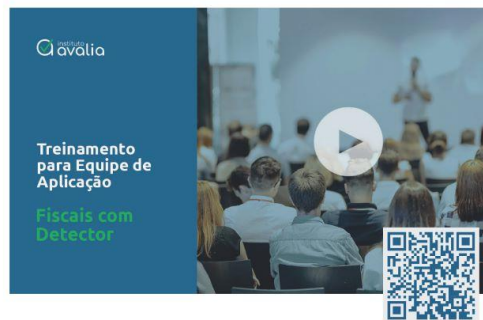 instituto
avalia
Treinamento
para Equipe de
Aplicação
Fiscais com
Detector